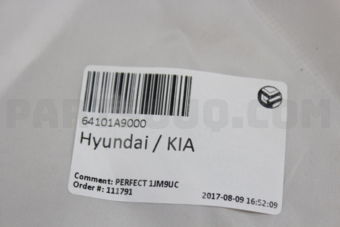 64101A9000
Hyundai / KIA
Comment: PERFECT 1JM9UC
Order #: 111791
2017-08-09 16:52:09